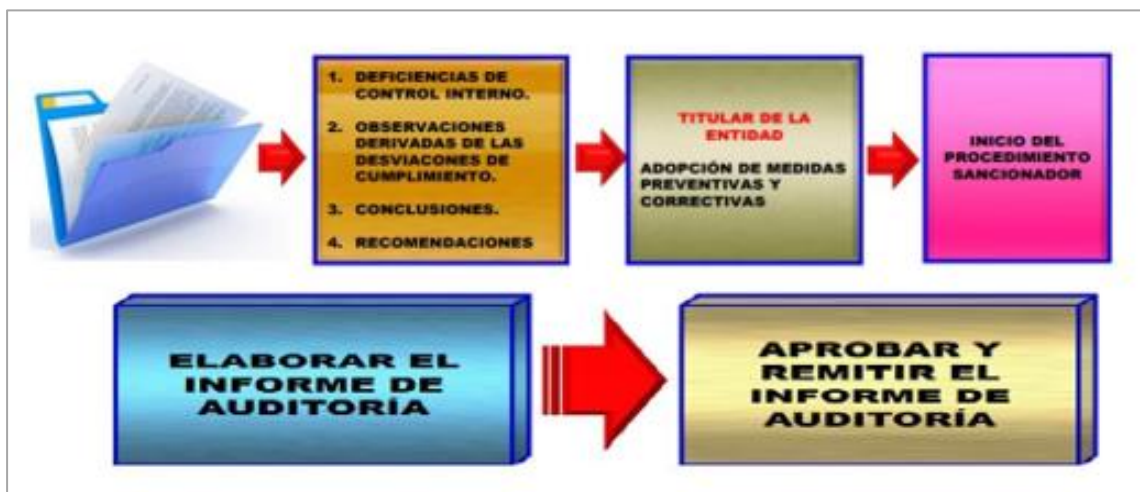 1. DEFICIENCIAS DE
CONTROL INTERNO.
2. OBSERVACIONES
DERIVADAS DE LAS
DESVIACONES DE
CUMPLIMIENTO.
3. CONCLUSIONES.
4. RECOMENDACIONES
TITULAR DE LA
ENTIDAD
ADOPCIÓN DE MEDIDAS
PREVENTIVAS Y
CORRECTIVAS
INICIO DEL
PROCEDIMIENTO
SANCIONADOR
ELABORAR EL
INFORME DE
AUDITORÍA
APROBAR Y
REMITIR EL
INFORME DE
AUDITORÍA